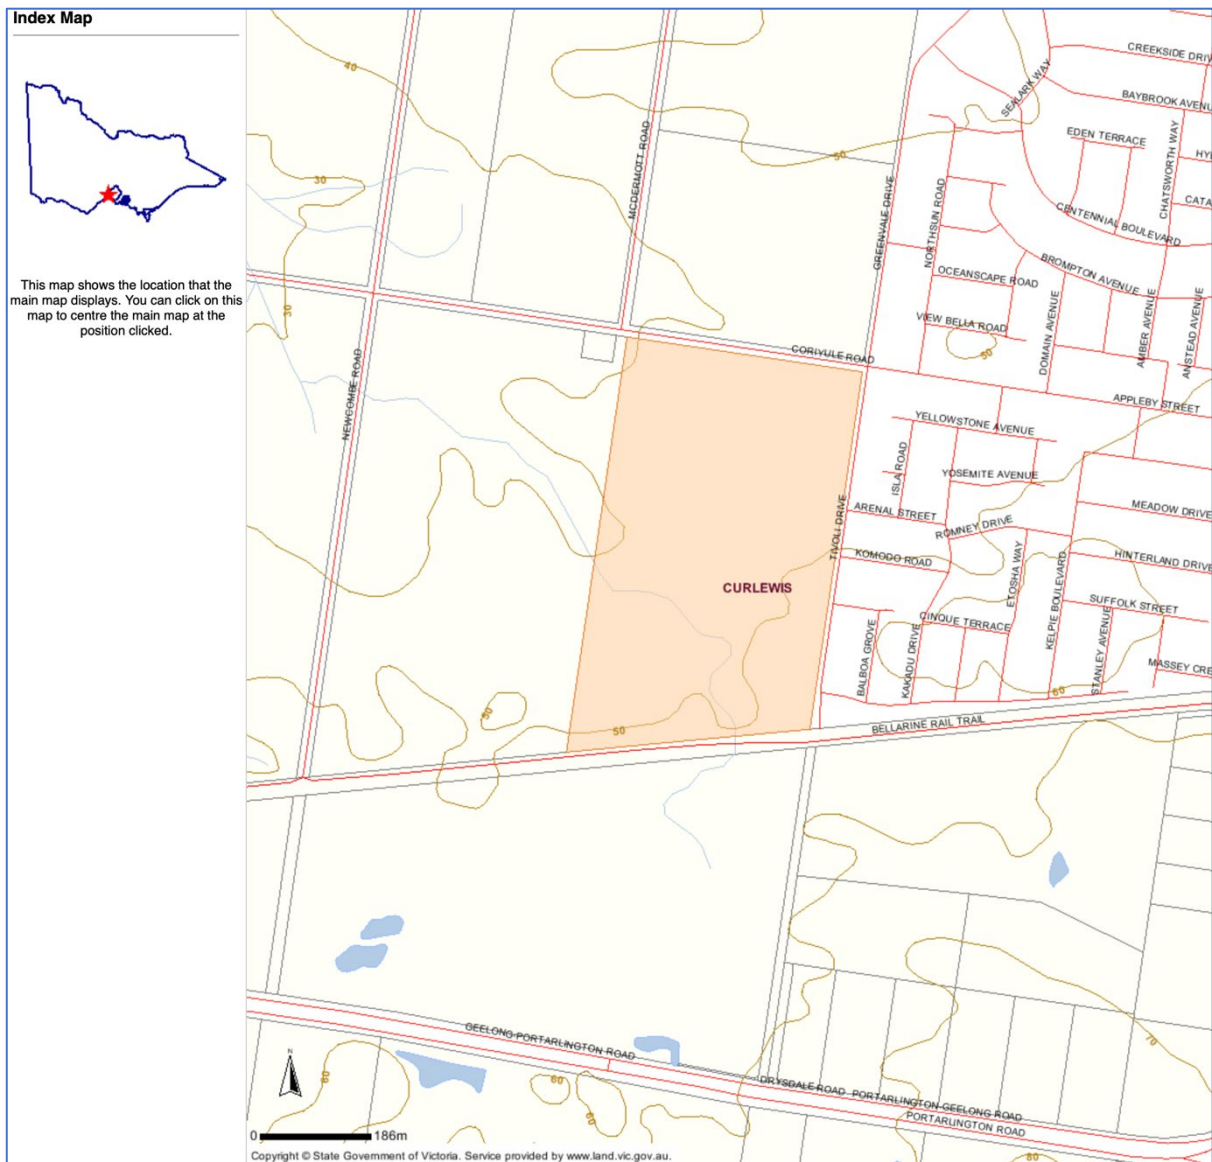 Index Map
This map shows the location that the
main map displays. You can click on this
map to centre the main map at the
position clicked.
40
30
30
MCDERMOTT ROAD
50
GREENVALE DRIVE
NORTHSUN ROAD
SEALARK WAY
CREEKSIDE DRIV
BAYBROOK AVENU
EDEN TERRACE
CHATSWORTH WAY
HY
CATA
CENTENNIAL BOULEVARD
BROMPTON AVENUE
OCEANSCAPE ROAD
VIEW BELLA ROAD
50
DOMAIN AVENUE
AMBER AVENUE
ANSTEAD AVENUE
NEWCOMBE ROAD
CORIYULE ROAD
APPLEBY STREET
YELLOWSTONE AVENUE
ISLA ROAD
YOSEMITE AVENUE
ARENAL STREET
ROMNEY DRIVE
MEADOW DRIVE
TIVOLI DRIVE
KOMODO ROAD
ETOSHA WAY
KELPIE BOULEVARD
HINTERLAND DRIVE
CURLEWIS
SUFFOLK STREET
CINQUE TERRACE
BALBOA GROVE
KAKADU DRIVE
STANLEY AVENUE
MASSEY CRE
60
50
50
BELLARINE RAIL TRAIL
GEELONG-PORTARLINGTON ROAD
70
60
60
60
DRYSDALE ROAD
PORTARLINGTON-GEELONG ROAD
PORTARLINGTON ROAD
80
N
0 186m
Copyright © State Government of Victoria. Service provided by www.land.vic.gov.au.